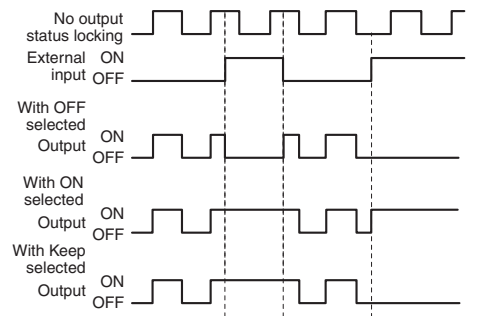 No output
status locking
External ON
input OFF
With OFF
selected
Output ON
OFF
With ON
selected
Output ON
OFF
With Keep
selected
Output ON
OFF